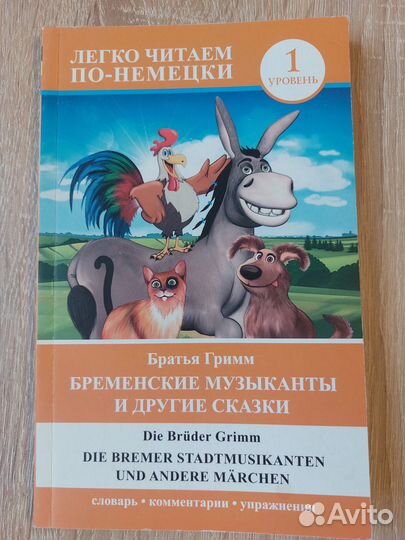 ЛЕГКО ЧИТАЕМ
ПО-НЕМЕЦКИ
1
УРОВЕНЬ
Братья Гримм
БРЕМЕНСКИЕ МУЗЫКАНТЫ
И ДРУГИЕ СКАЗКИ
Die Brüder Grimm
DIE BREMER STADTMUSIKANTEN
UND ANDERE MÄRCHEN
словарь • комментарии • упражнения
Avito